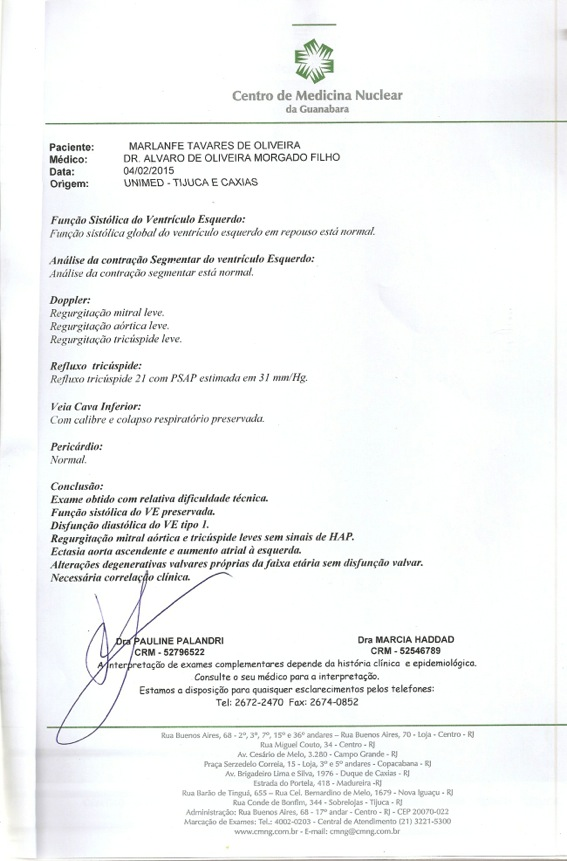 Centro de Medicina Nuclear
da Guanabara
Paciente: MARLANFE TAVARES DE OLIVEIRA
Médico: DR. ALVARO DE OLIVEIRA MORGADO FILHO
Data: 04/02/2015
Origem: UNIMED - TIJUCA E CAXIAS
Função Sistólica do Ventrículo Esquerdo:
Função sistólica global do ventrículo esquerdo em repouso está normal.
Análise da contração Segmentar do ventrículo Esquerdo:
Análise da contração segmentar está normal.
Doppler:
Regurgitação mitral leve.
Regurgitação aórtica leve.
Regurgitação tricúspide leve.
Refluxo tricúspide:
Refluxo tricúspide 21 com PSAP estimada em 31 mm/Hg.
Veia Cava Inferior:
Com calibre e colapso respiratório preservada.
Pericárdio:
Normal.
Conclusão:
Exame obtido com relativa dificuldade técnica.
Função sistólica do VE preservada.
Disfunção diastólica do VE tipo 1.
Regurgitação mitral aórtica e tricúspide leves sem sinais de HAP.
Ectasia aorta ascendente e aumento atrial à esquerda.
Alterações degenerativas valvares próprias da faixa etária sem disfunção valvar.
Necessária correlação clínica.
Dra PAULINE PALANDRI Dra MARCIA HADDAD
CRM - 52796522 CRM - 52546789
A interpretação de exames complementares depende da história clínica e epidemiológica.
Consulte o seu médico para a interpretação.
Estamos a disposição para quaisquer esclarecimentos pelos telefones:
Tel: 2672-2470 Fax: 2674-0852
Rua Buenos Aires, 68 - 2º, 3º, 7º, 15º e 36º andares – Rua Buenos Aires, 70 - Loja - Centro - RJ
Rua Miguel Couto, 34 - Centro - RJ
Av. Cesário de Melo, 3.280 - Campo Grande - RJ
Praça Serzedelo Correia, 15 - Loja, 3º e 5º andares - Copacabana - RJ
Av. Brigadeiro Lima e Silva, 1976 - Duque de Caxias - RJ
Estrada do Portela, 418 - Madureira -RJ
Rua Barão de Tinguá, 655 – Rua Cel. Bernardino de Melo, 1679 - Nova Iguaçu - RJ
Rua Conde de Bonfim, 344 - Sobrelojas - Tijuca - RJ
Administração: Rua Buenos Aires, 68 - 17º andar - Centro - RJ - CEP 20070-022
Marcação de Exames: Tel.: 4002-0203 - Central de Atendimento (21) 3221-5300
www.cmng.com.br - E-mail: cmng@cmng.com.br